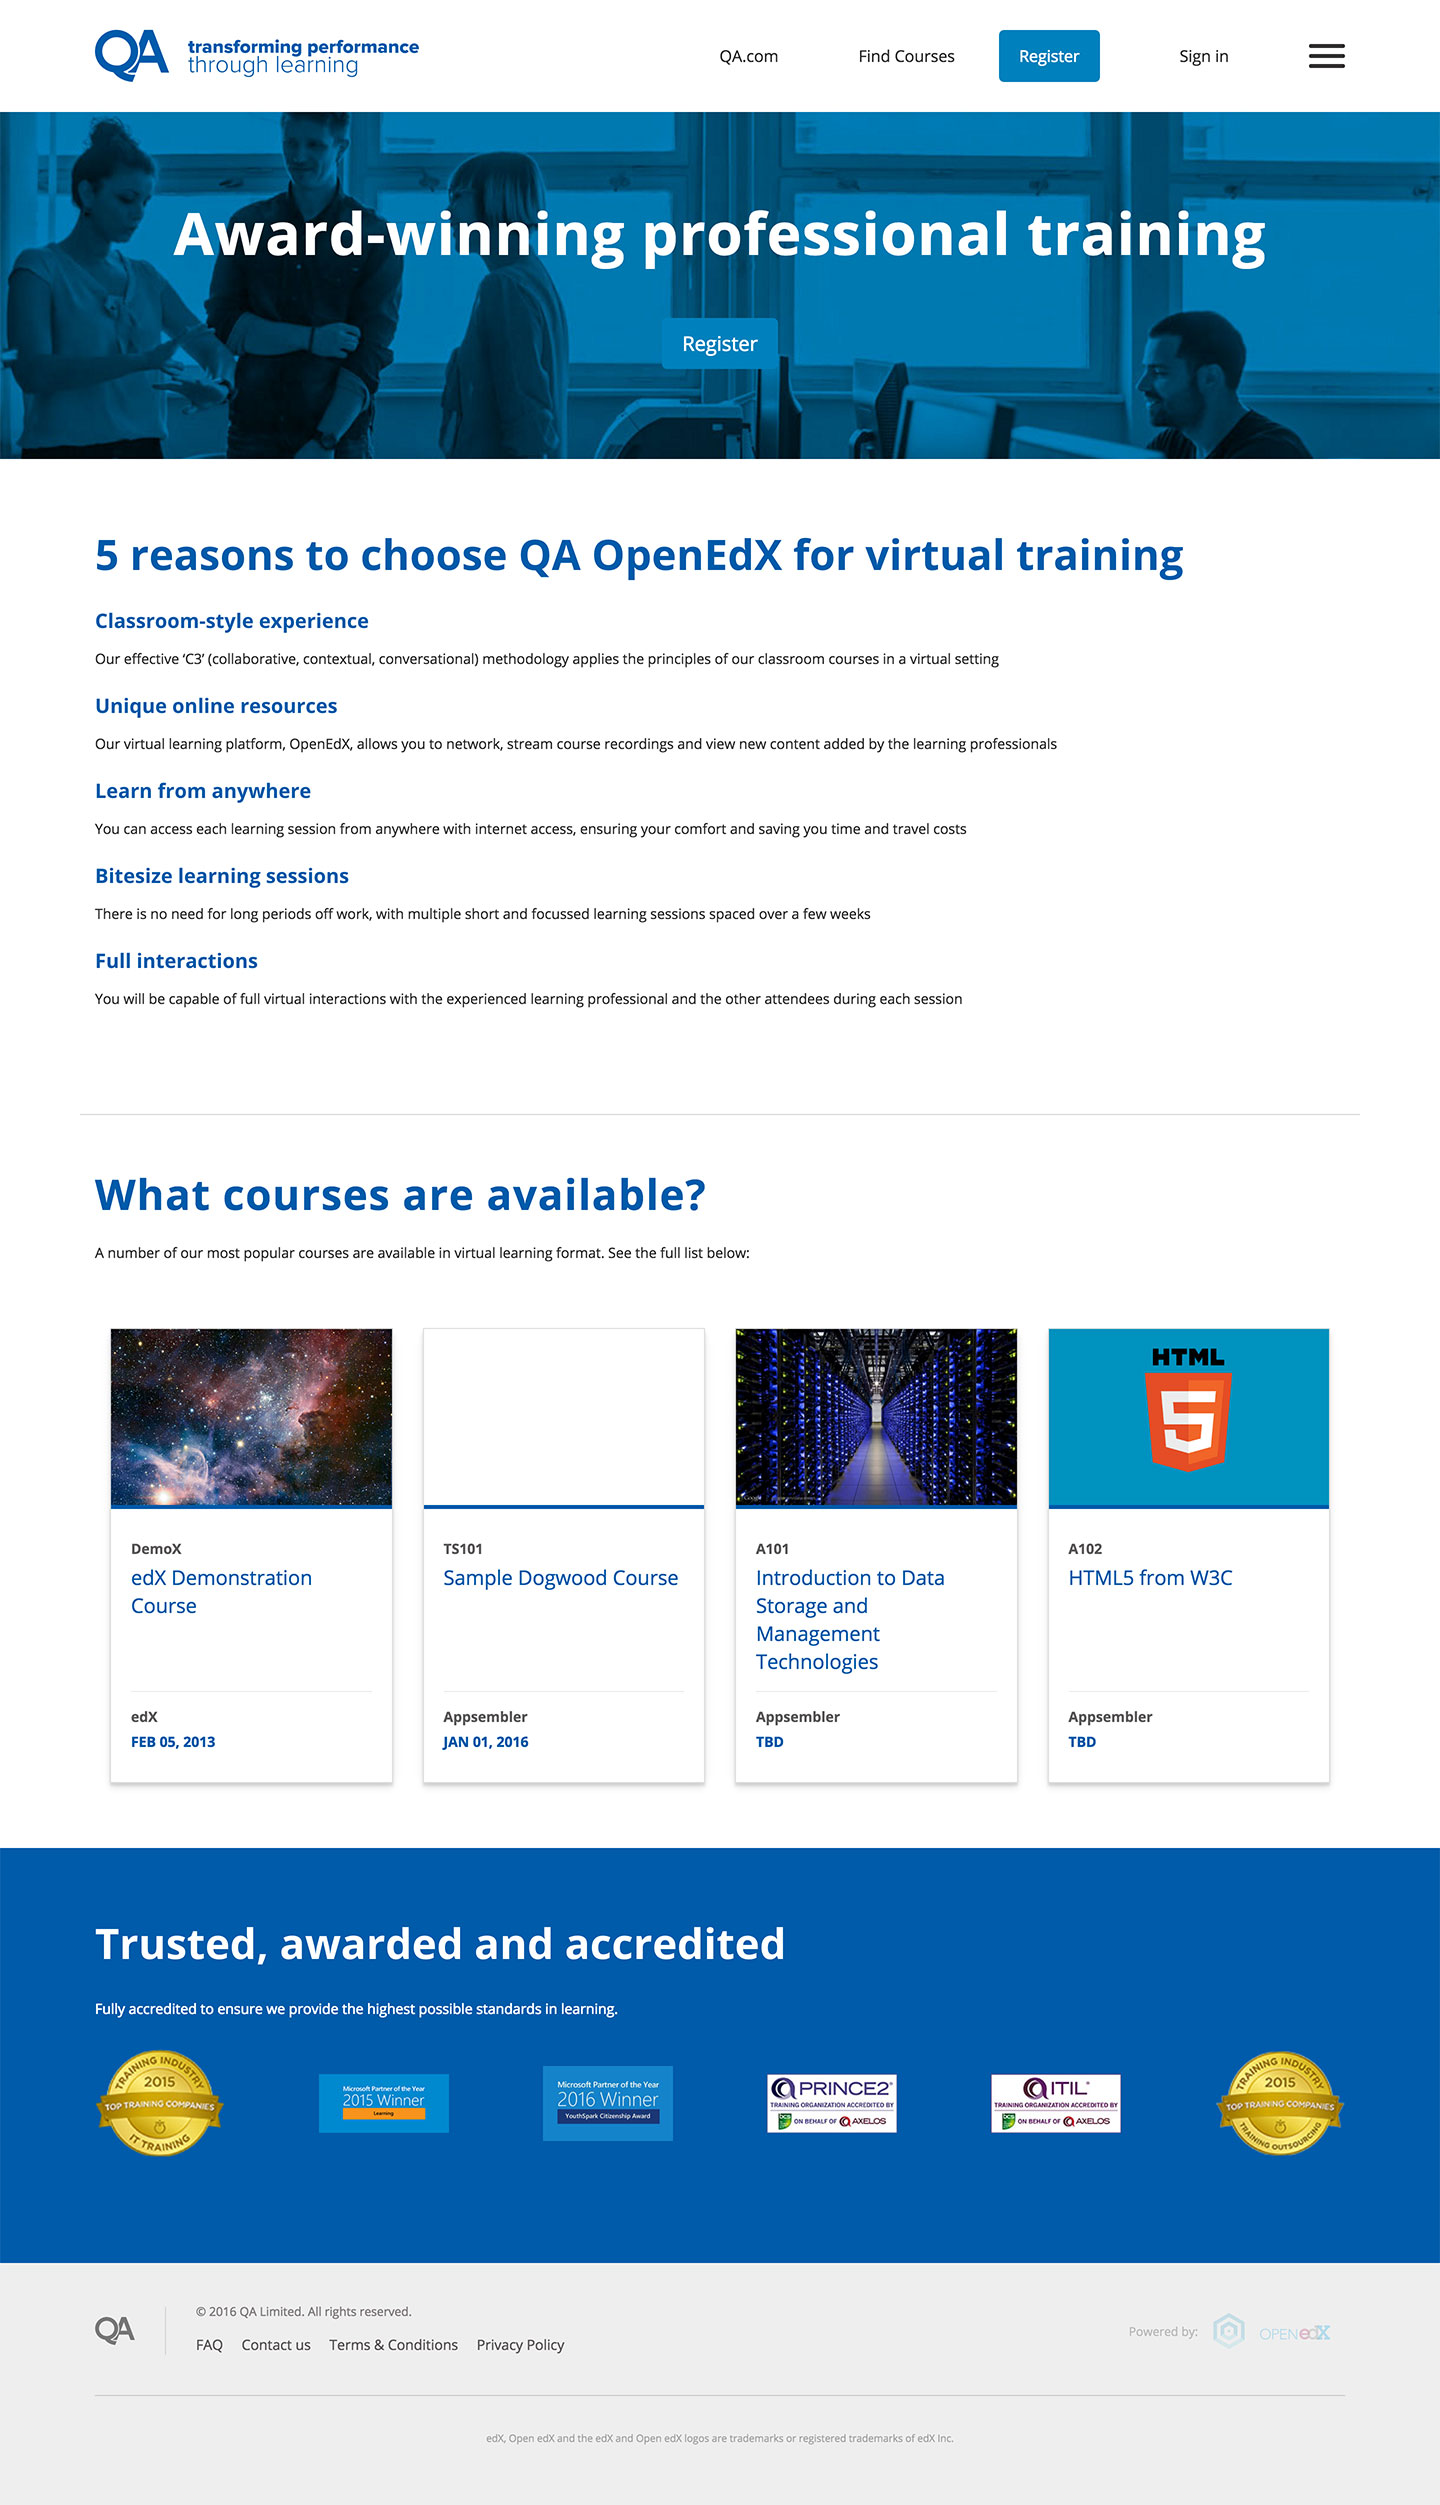 QA transforming performance
through learning
QA.com Find Courses Register Sign in
Award-winning professional training
Register
5 reasons to choose QA OpenEdX for virtual training
Classroom-style experience
Our effective ‘C3’ (collaborative, contextual, conversational) methodology applies the principles of our classroom courses in a virtual setting
Unique online resources
Our virtual learning platform, OpenEdX, allows you to network, stream course recordings and view new content added by the learning professionals
Learn from anywhere
You can access each learning session from anywhere with internet access, ensuring your comfort and saving you time and travel costs
Bitesize learning sessions
There is no need for long periods off work, with multiple short and focussed learning sessions spaced over a few weeks
Full interactions
You will be capable of full virtual interactions with the experienced learning professional and the other attendees during each session
What courses are available?
A number of our most popular courses are available in virtual learning format. See the full list below:
DemoX
edX Demonstration
Course
edX
FEB 05, 2013
TS101
Sample Dogwood Course
Appsembler
JAN 01, 2016
A101
Introduction to Data
Storage and
Management
Technologies
Appsembler
TBD
HTML
5
A102
HTML5 from W3C
Appsembler
TBD
Trusted, awarded and accredited
Fully accredited to ensure we provide the highest possible standards in learning.
TRAINING INDUSTRY
2015
TOP TRAINING COMPANIES
IT TRAINING
Microsoft Partner of the Year
2015 Winner
Learning
Microsoft Partner of the Year
2016 Winner
YouthSpark Citizenship Award
PRINCE2®
TRAINING ORGANIZATION ACCREDITED BY
ON BEHALF OF AXELOS
ITIL®
TRAINING ORGANIZATION ACCREDITED BY
ON BEHALF OF AXELOS
TRAINING INDUSTRY
2015
TOP TRAINING COMPANIES
TRAINING OUTSOURCING
QA
© 2016 QA Limited. All rights reserved.
FAQ Contact us Terms & Conditions Privacy Policy
Powered by: OPENedX
edX, Open edX and the edX and Open edX logos are trademarks or registered trademarks of edX Inc.